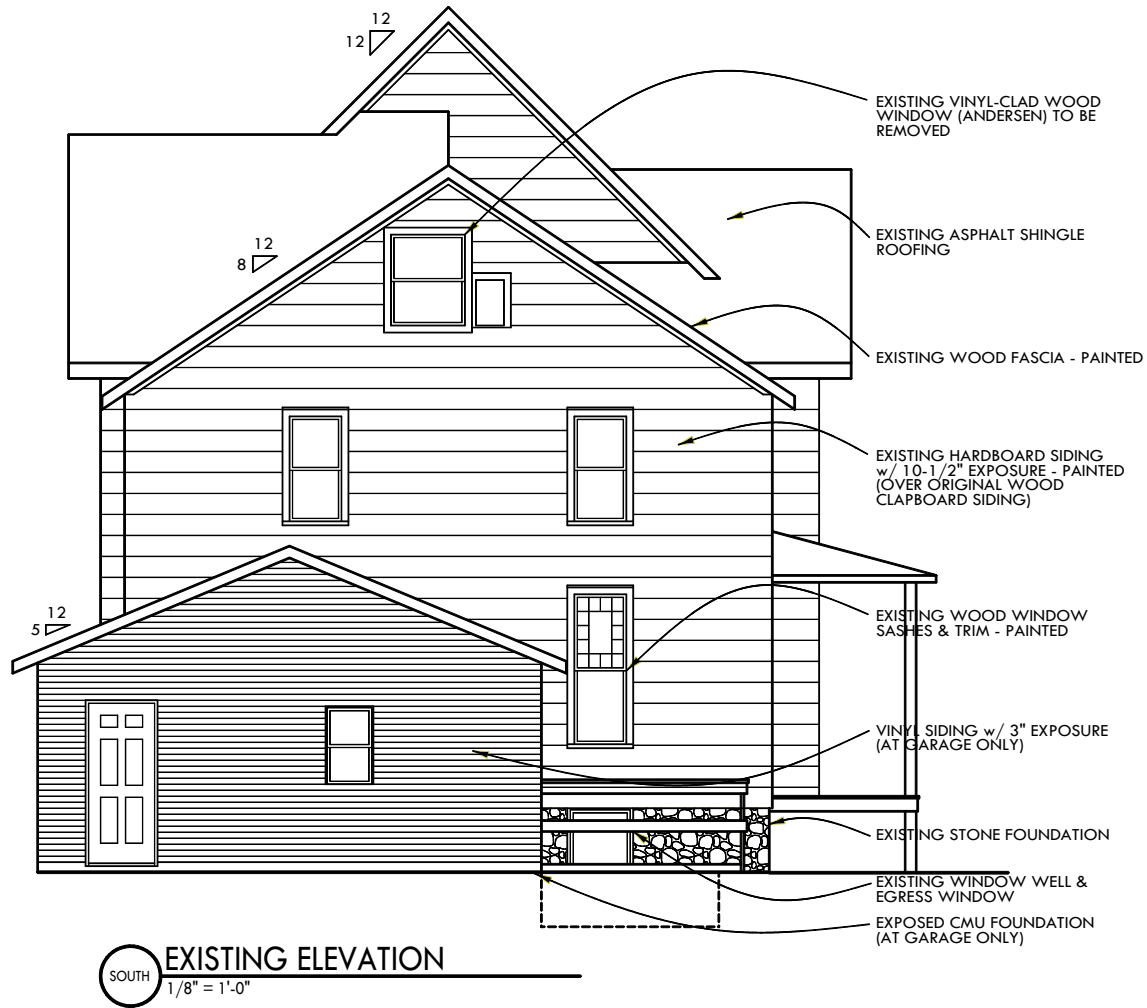 12
12
EXISTING VINYL-CLAD WOOD
WINDOW (ANDERSEN) TO BE
REMOVED
EXISTING ASPHALT SHINGLE
ROOFING
12
8
EXISTING WOOD FASCIA - PAINTED
EXISTING HARDBOARD SIDING
w/ 10-1/2" EXPOSURE - PAINTED
(OVER ORIGINAL WOOD
CLAPBOARD SIDING)
12
5
EXISTING WOOD WINDOW
SASHES & TRIM - PAINTED
VINYL SIDING w/ 3" EXPOSURE
(AT GARAGE ONLY)
EXISTING STONE FOUNDATION
EXISTING WINDOW WELL &
EGRESS WINDOW
EXPOSED CMU FOUNDATION
(AT GARAGE ONLY)
SOUTH
EXISTING ELEVATION
1/8" = 1'-0"